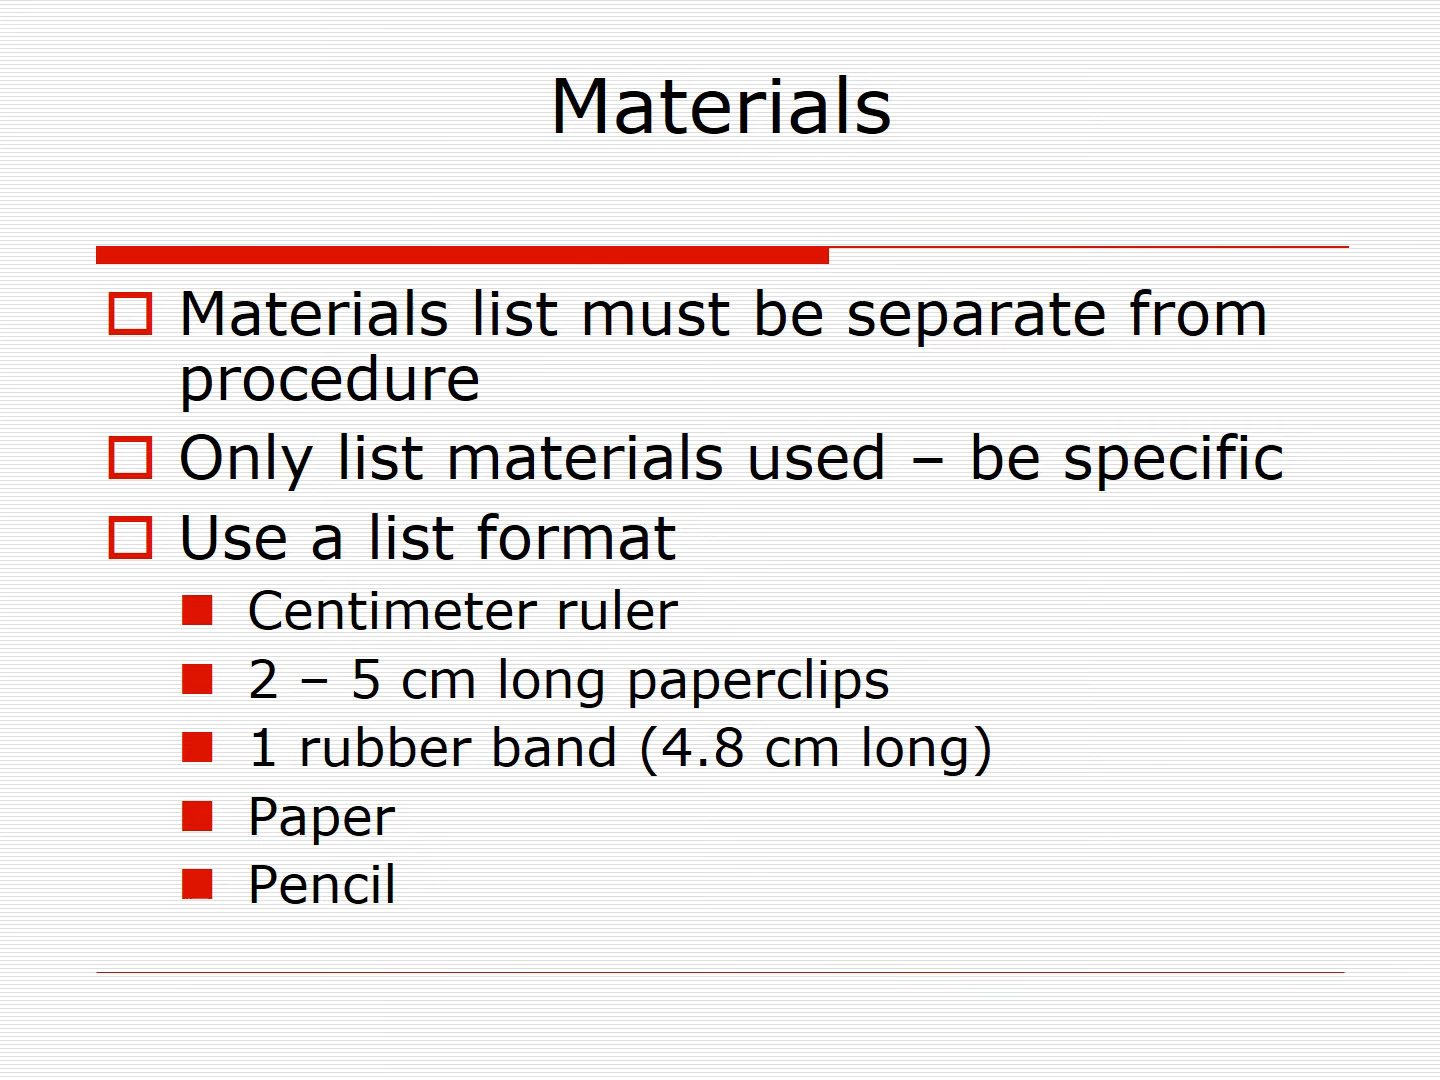 Materials
Materials list must be separate from
procedure
Only list materials used – be specific
Use a list format
Centimeter ruler
2 – 5 cm long paperclips
1 rubber band (4.8 cm long)
Paper
Pencil